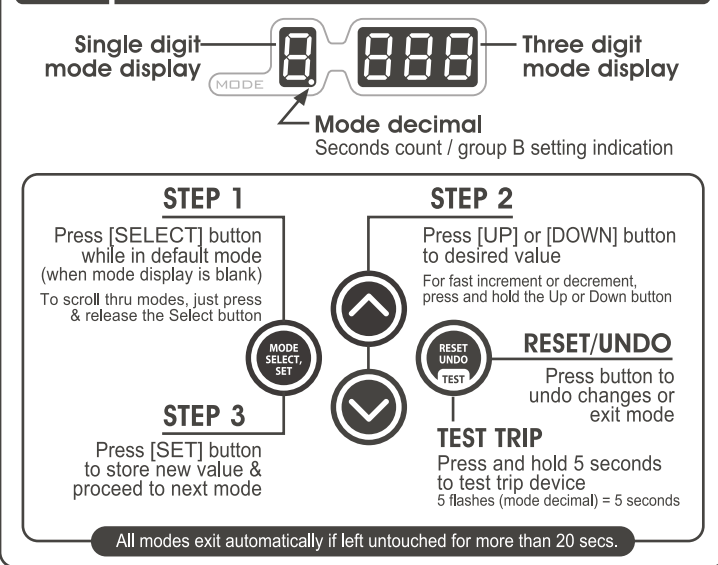 Single digit
mode display
MODE
8.
888
Three digit
mode display
Mode decimal
Seconds count / group B setting indication
STEP 1
Press [SELECT] button
while in default mode
(when mode display is blank)
To scroll thru modes, just press
& release the Select button
MODE
SELECT,
SET
STEP 3
Press [SET] button
to store new value &
proceed to next mode
STEP 2
Press [UP] or [DOWN] button
to desired value
For fast increment or decrement,
press and hold the Up or Down button
RESET
UNDO
TEST
RESET/UNDO
Press button to
undo changes or
exit mode
TEST TRIP
Press and hold 5 seconds
to test trip device
5 flashes (mode decimal) = 5 seconds
All modes exit automatically if left untouched for more than 20 secs.